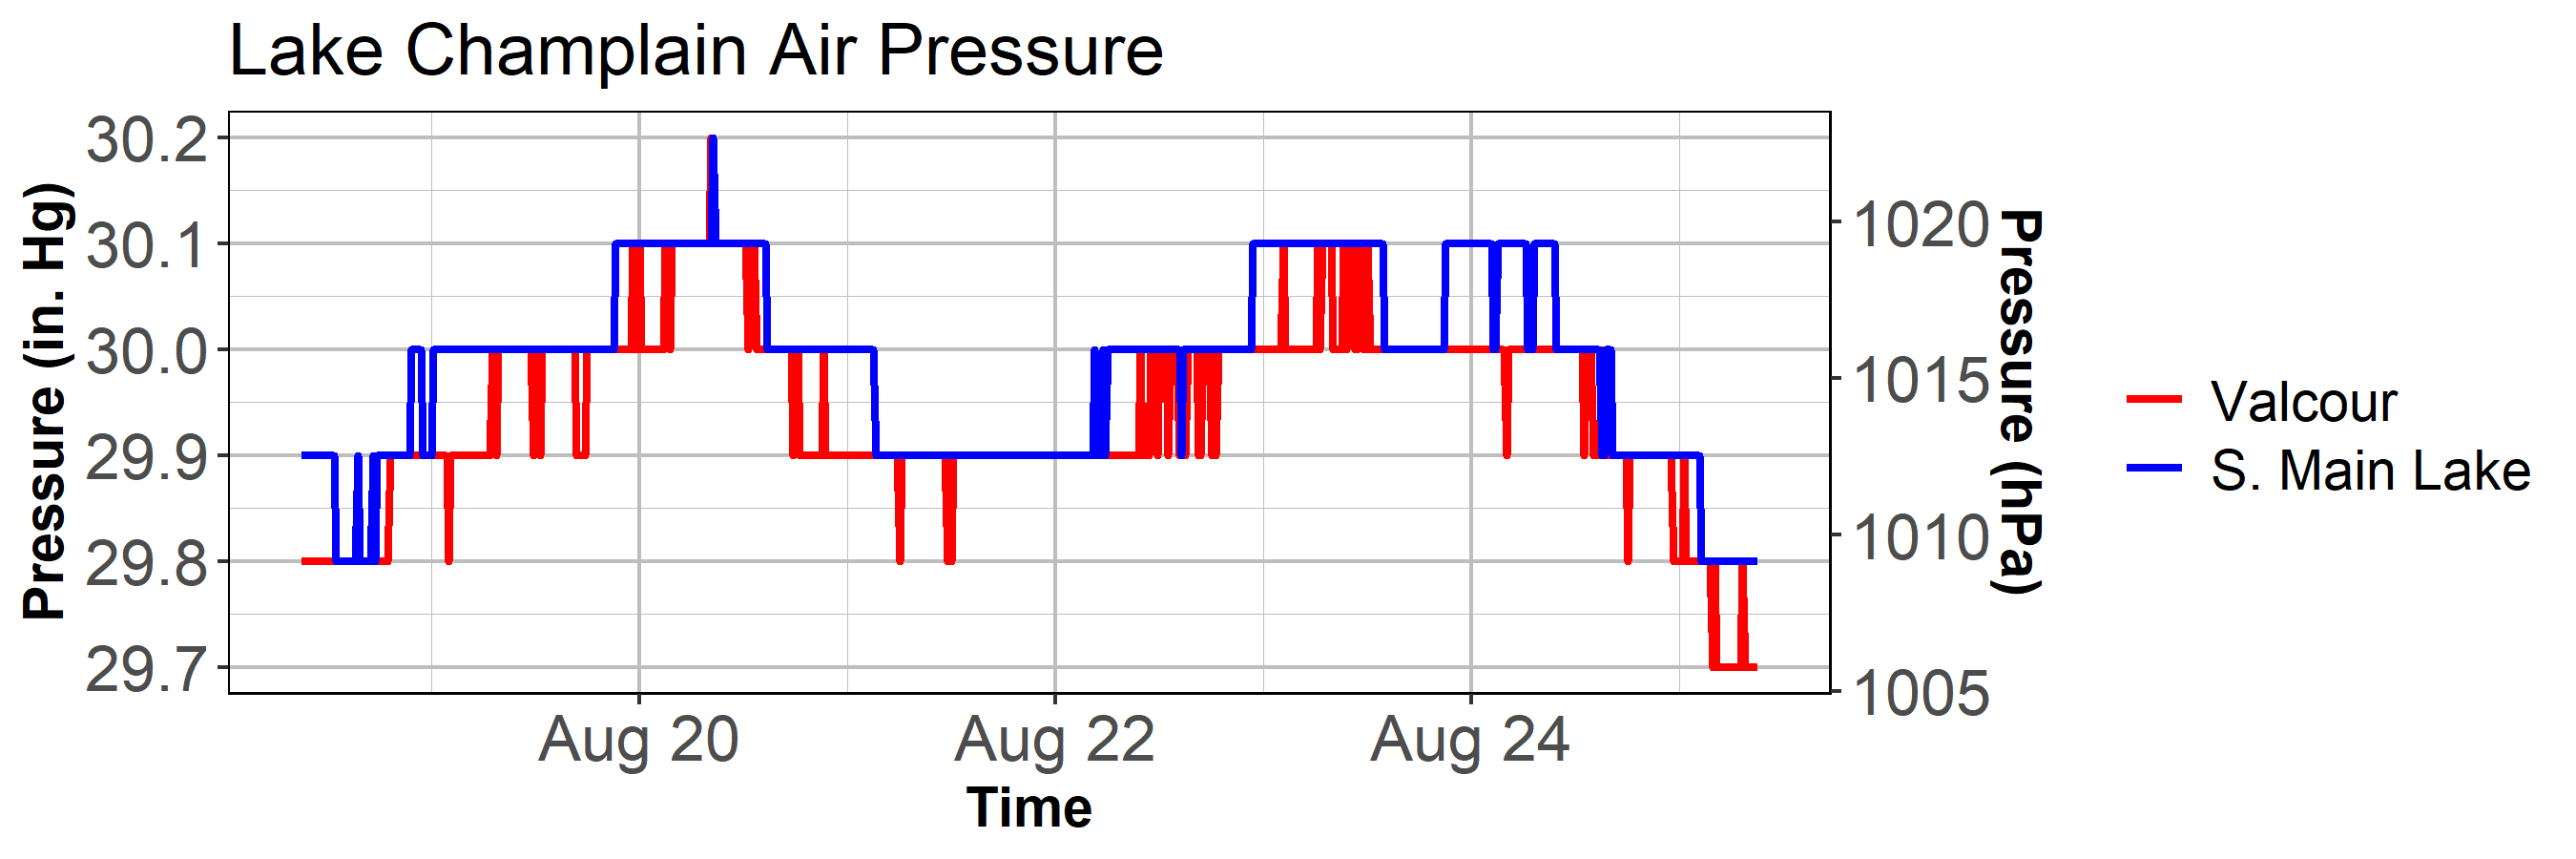 Lake Champlain Air Pressure
30.2
30.1
30.0
29.9
29.8
29.7
Pressure (in. Hg)
1020
1015
1010
1005
Pressure (hPa)
Aug 20 Aug 22 Aug 24
Time
Valcour
S. Main Lake